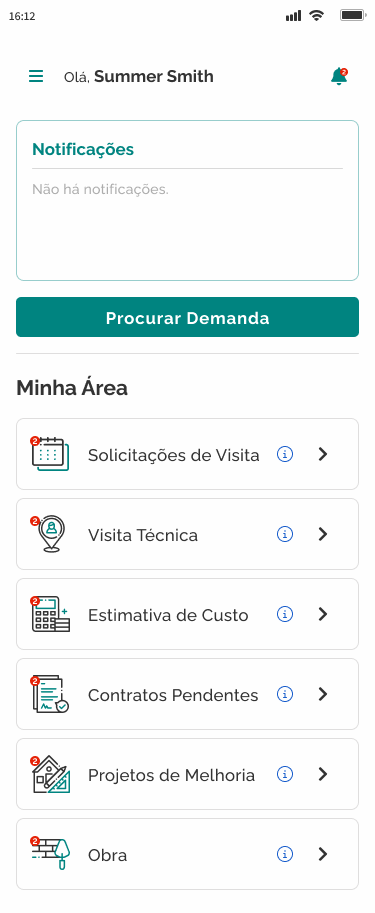 16:12
Olá, Summer Smith
2
Notificações
Não há notificações.
Procurar Demanda
Minha Área
2
Solicitações de Visita
i
2
Visita Técnica
i
2
Estimativa de Custo
i
2
Contratos Pendentes
i
2
Projetos de Melhoria
i
2
Obra
i